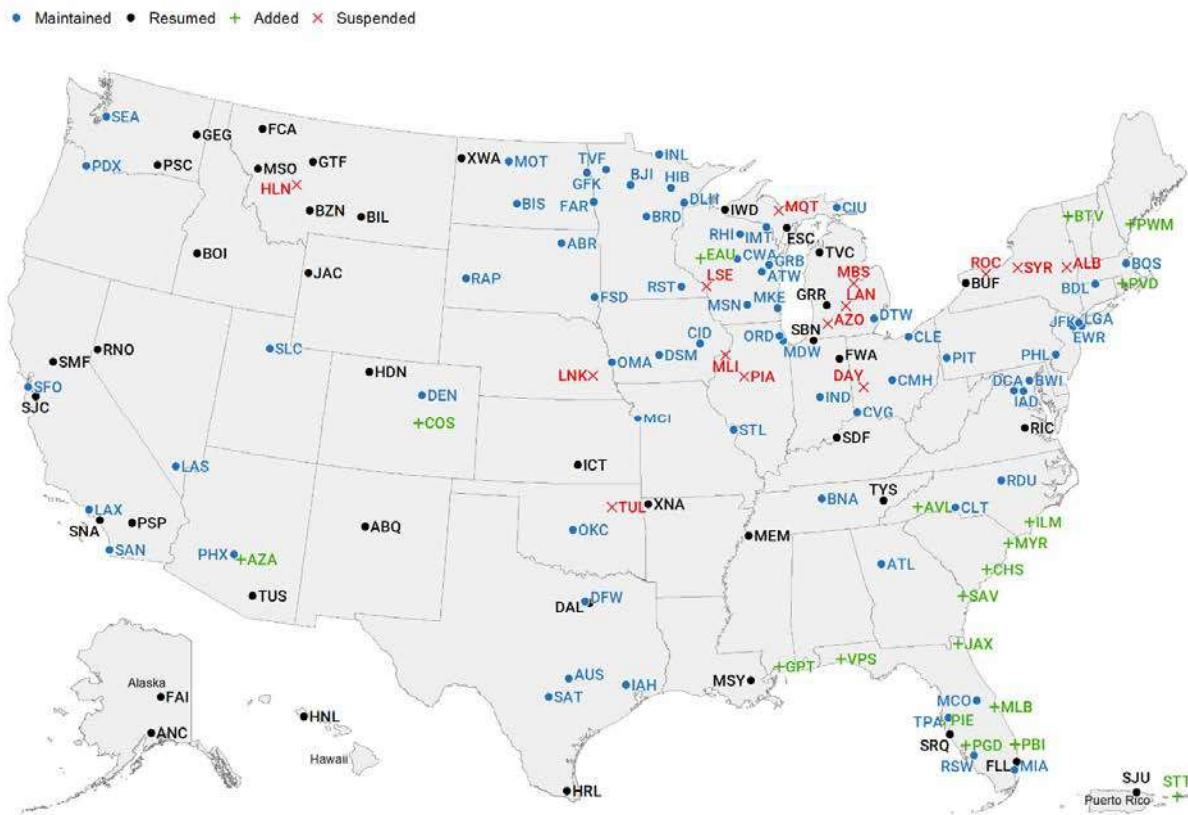 Maintained Resumed Added Suspended
SEA
GEG
FCA
PDX
PSC
MSO
GTF
HLN
BZN
BIL
BOI
JAC
XWA
MOT
BIS
TVF
GFK
FAR
BJI
INL
HIB
DLH
BRD
ABR
RAP
FSD
RST
IWD
MQT
CIU
RHI
IMT
ESC
EAU
CWA
GRB
ATW
LSE
MSN
MKE
TVC
MBS
GRR
LAN
AZO
DTW
BTV
PWM
ROC
SYR
ALB
BOS
BUF
BDL
PVD
JFK
LGA
EWR
RNO
SMF
SLC
HDN
DEN
COS
SFO
SJC
LNK
OMA
DSM
CID
MLI
PIA
ORD
MDW
SBN
FWA
DAY
CLE
PIT
PHL
IND
CMH
CVG
DCA
BWI
IAD
MCI
STL
SDF
RIC
LAS
ICT
LAX
SNA
PSP
SAN
PHX
AZA
TUS
ABQ
TUL
XNA
OKC
BNA
TYS
AVL
CLT
RDU
ILM
MYR
MEM
ATL
CHS
SAV
DAL
DFW
JAX
AUS
SAT
IAH
MSY
GPT
VPS
MCO
MLB
TPA
PIE
SRQ
PGD
PBI
RSW
FLL
MIA
HRL
Alaska
FAI
ANC
HNL
Hawaii
SJU
STT
Puerto Rico